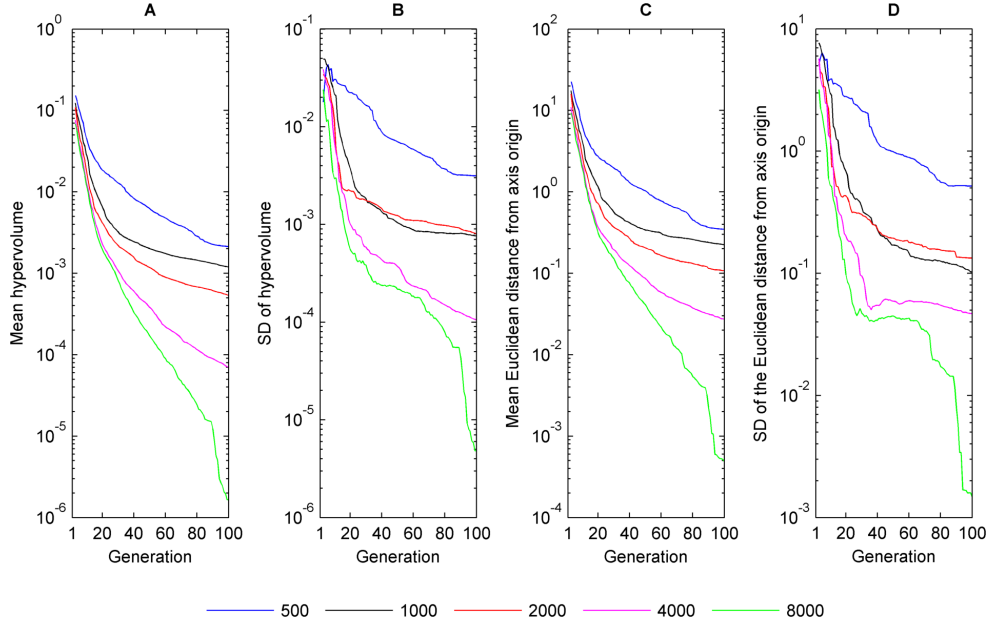 A
B
C
D
Mean hypervolume
10^0
10^-1
10^-2
10^-3
10^-4
10^-5
10^-6
1 20 40 60 80 100
Generation
SD of hypervolume
10^0
10^-1
10^-2
10^-3
10^-4
10^-5
10^-6
1 20 40 60 80 100
Generation
Mean Euclidean distance from axis origin
10^2
10^1
10^0
10^-1
10^-2
10^-3
10^-4
1 20 40 60 80 100
Generation
SD of the Euclidean distance from axis origin
10^1
10^0
10^-1
10^-2
10^-3
1 20 40 60 80 100
Generation
500 1000 2000 4000 8000